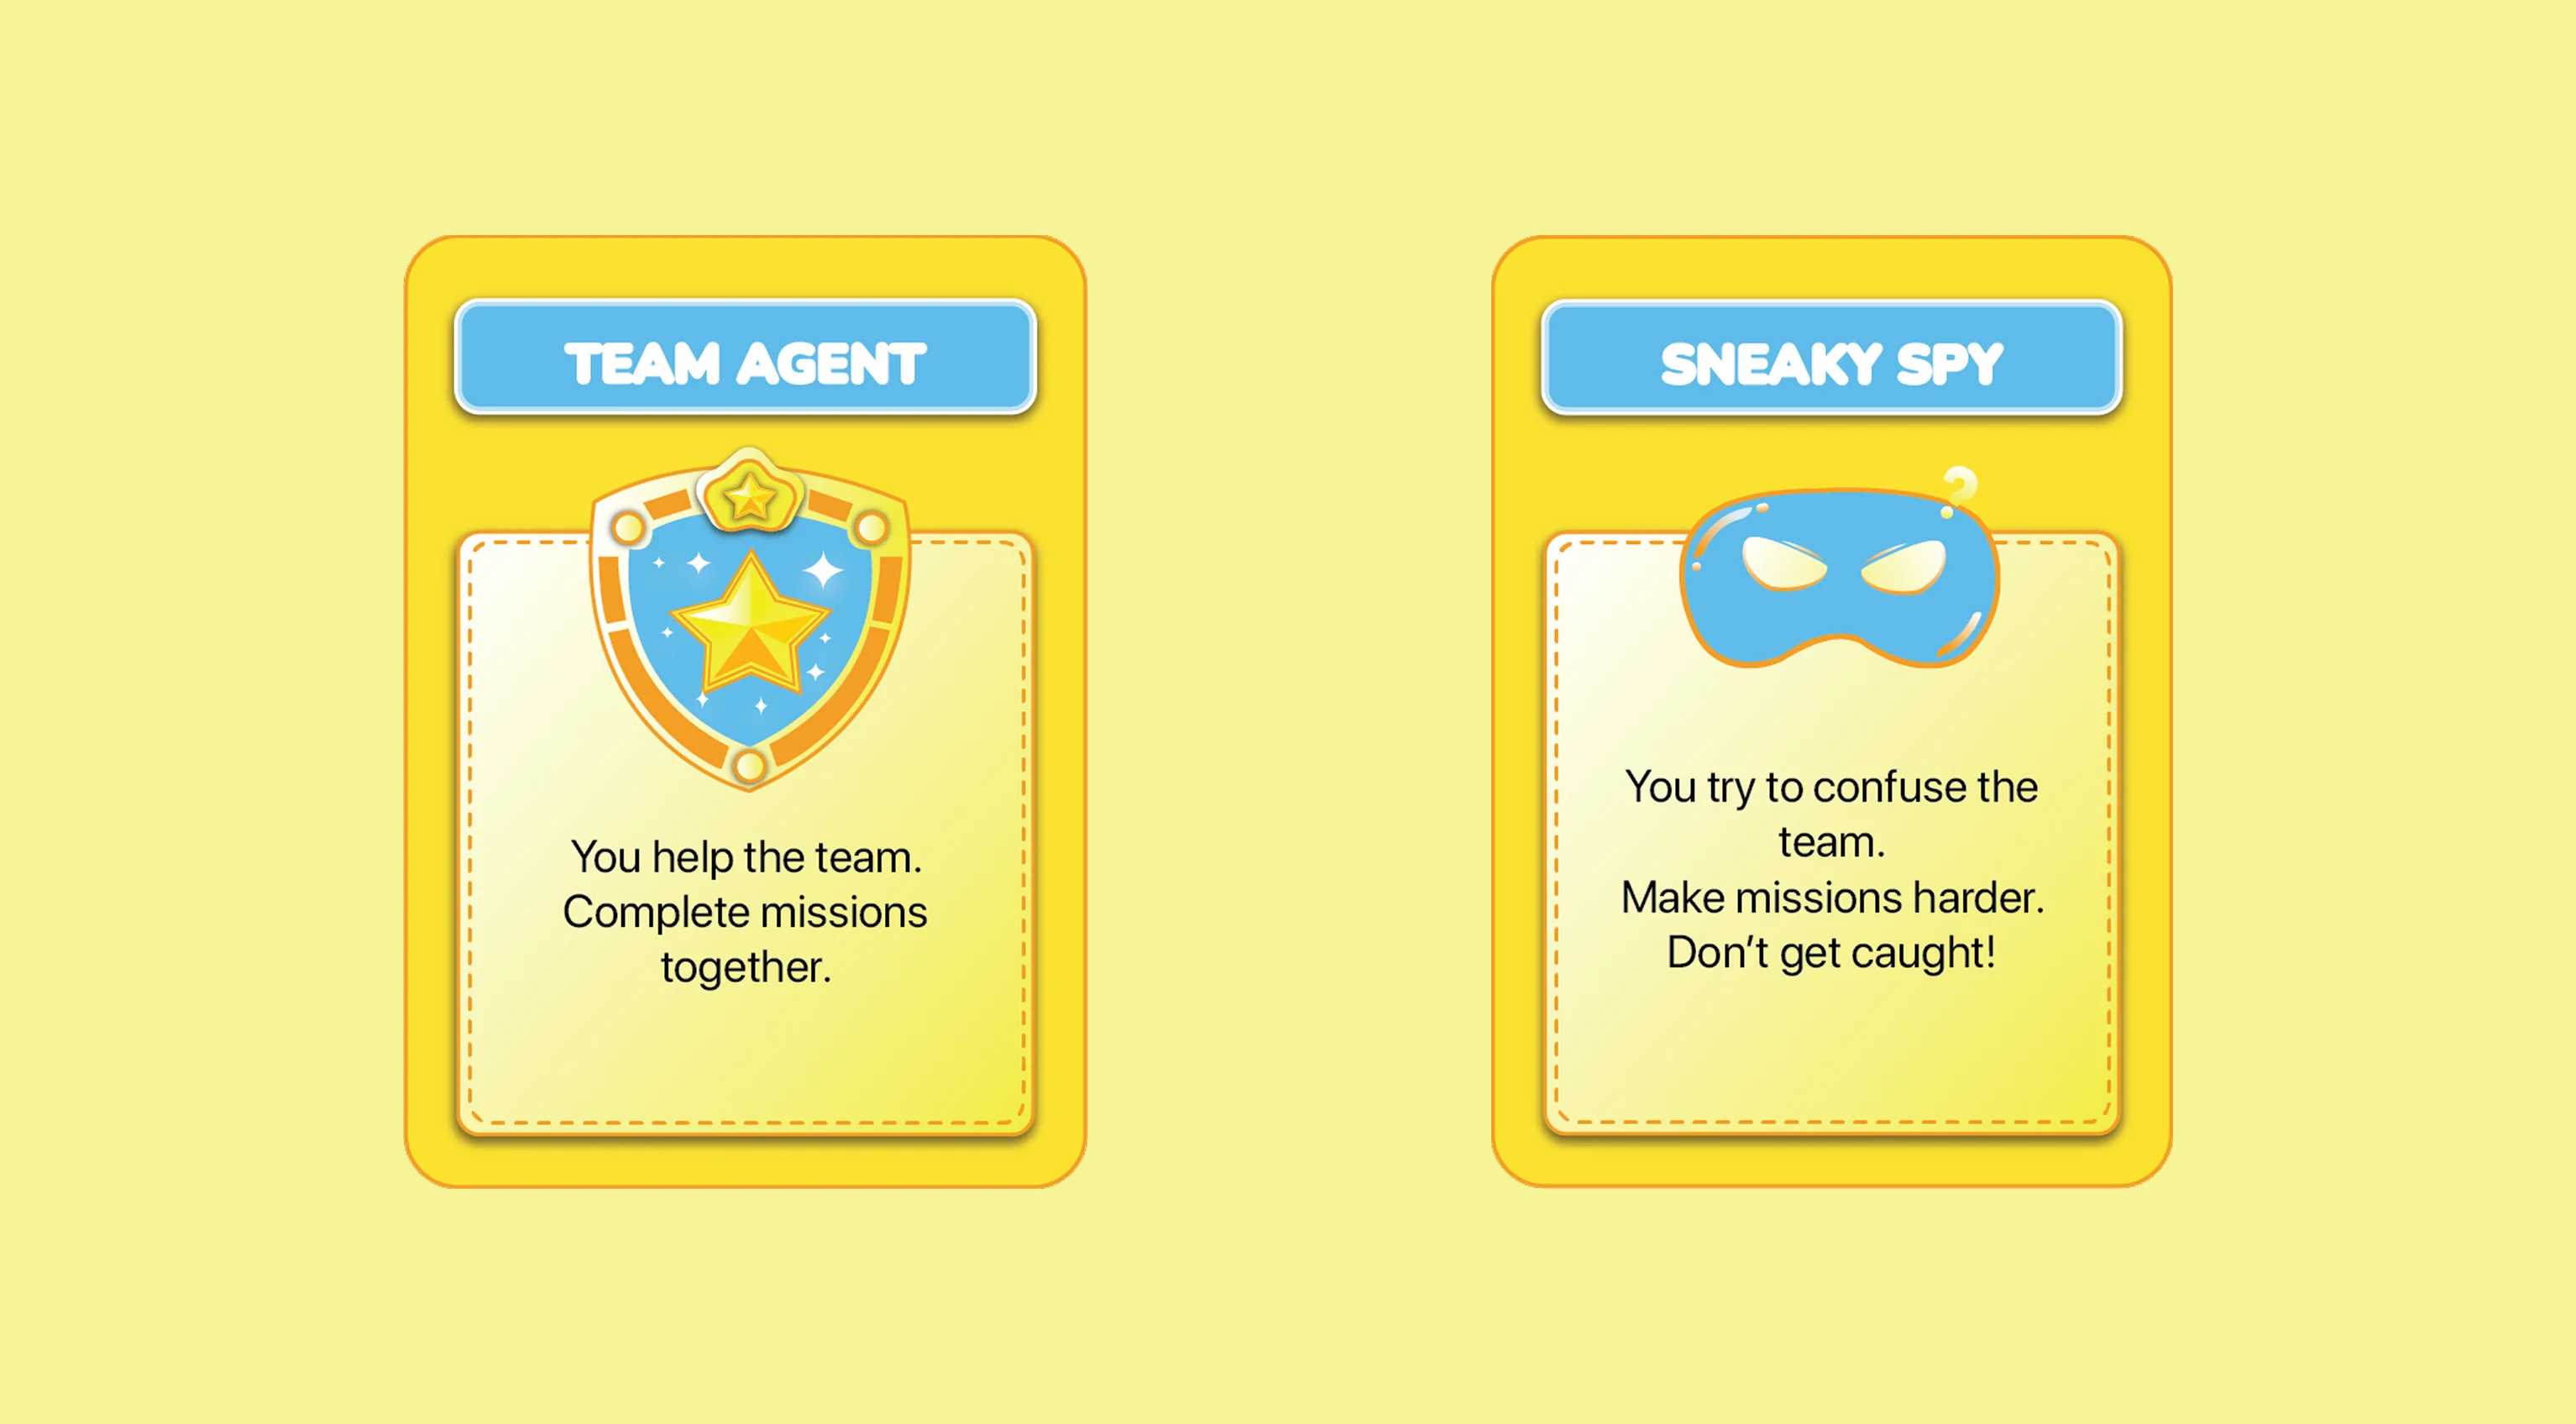 TEAM AGENT
You help the team.
Complete missions
together.
SNEAKY SPY
?
You try to confuse the
team.
Make missions harder.
Don’t get caught!